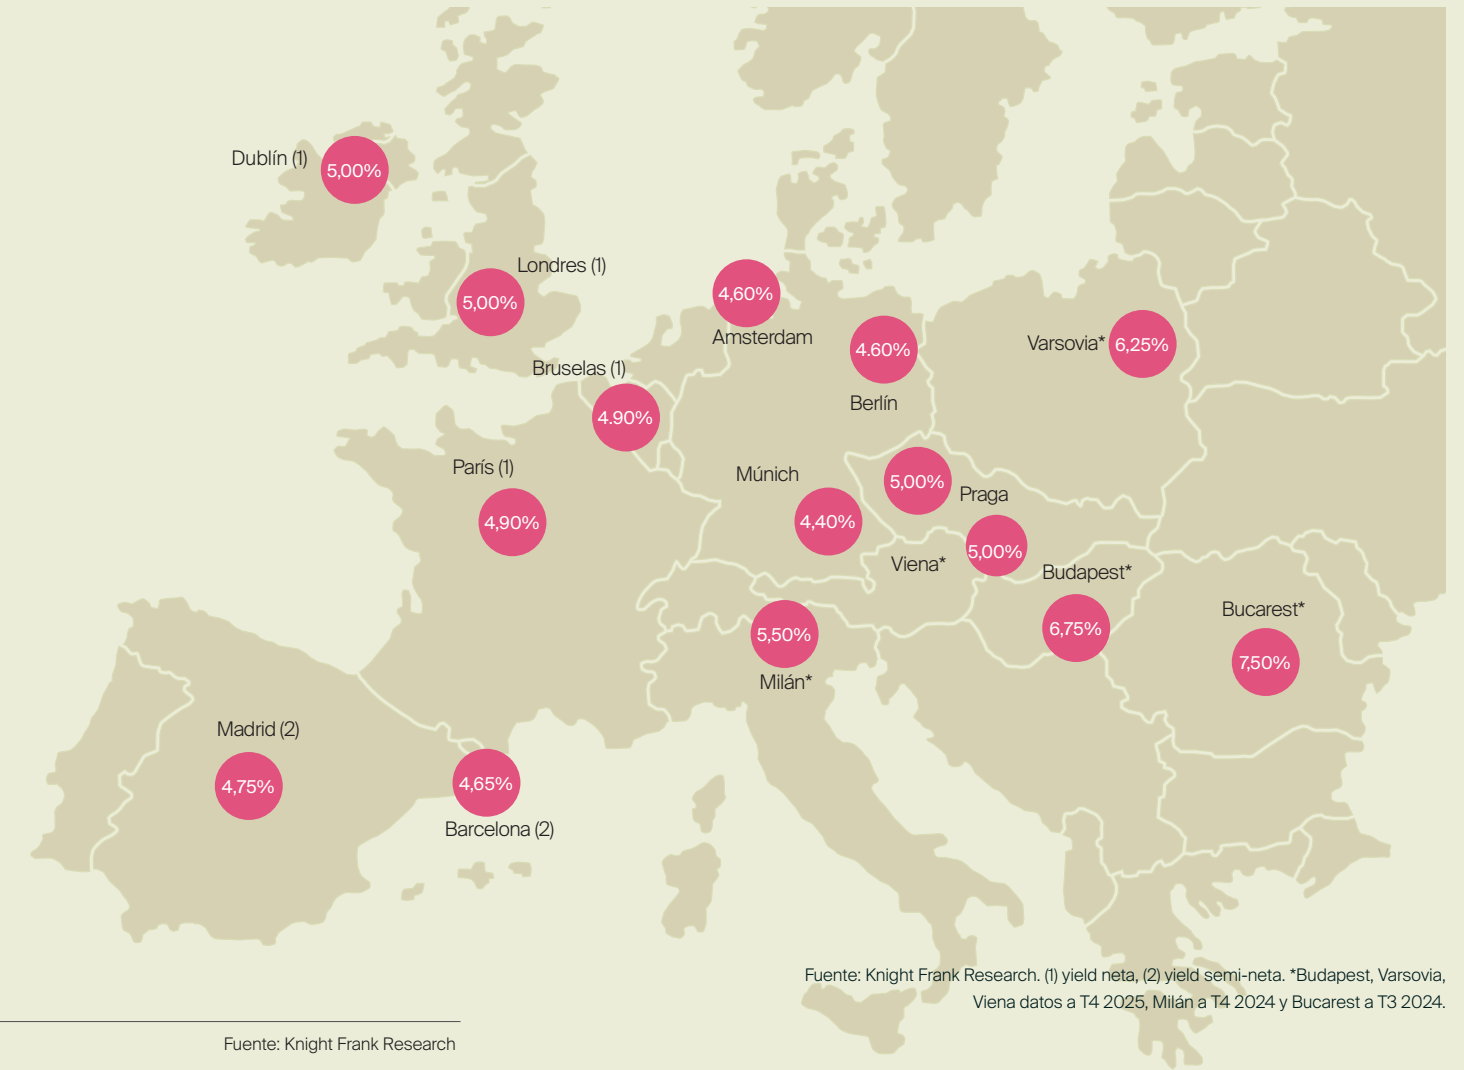 Dublín (1)
5,00%
Londres (1)
5,00%
4,60%
Amsterdam
4.60%
Berlín
Varsovia*
6,25%
Bruselas (1)
4.90%
París (1)
4,90%
Múnich
4,40%
5,00%
Praga
Viena*
5,00%
Budapest*
6,75%
Bucarest*
7,50%
5,50%
Milán*
Madrid (2)
4,75%
4,65%
Barcelona (2)
Fuente: Knight Frank Research. (1) yield neta, (2) yield semi-neta. *Budapest, Varsovia,
Viena datos a T4 2025, Milán a T4 2024 y Bucarest a T3 2024.
Fuente: Knight Frank Research